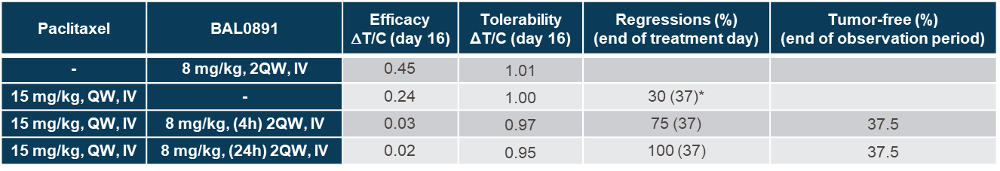 Paclitaxel BAL0891 Efficacy ΔT/C (day 16) Tolerability ΔT/C (day 16) Regressions (%) (end of treatment day) Tumor-free (%) (end of observation period)
- 8 mg/kg, 2QW, IV 0.45 1.01
15 mg/kg, QW, IV - 0.24 1.00 30 (37)*
15 mg/kg, QW, IV 8 mg/kg, (4h) 2QW, IV 0.03 0.97 75 (37) 37.5
15 mg/kg, QW, IV 8 mg/kg, (24h) 2QW, IV 0.02 0.95 100 (37) 37.5